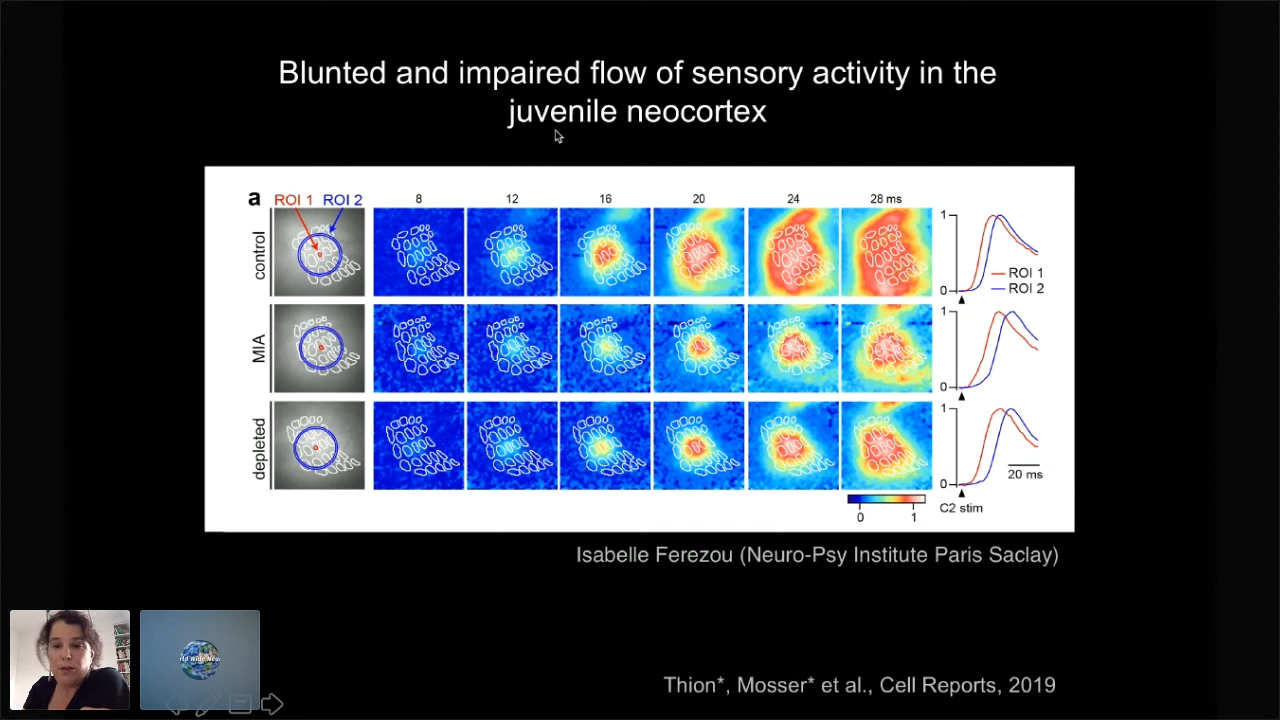 Blunted and impaired flow of sensory activity in the
juvenile neocortex
a
ROI 1 ROI 2
8 12 16 20 24 28 ms
control
MIA
depleted
1
0
ROI 1
ROI 2
1
0
1
0
20 ms
C2 stim
0 1
Isabelle Ferezou (Neuro-Psy Institute Paris Saclay)
Thion*, Mosser* et al., Cell Reports, 2019